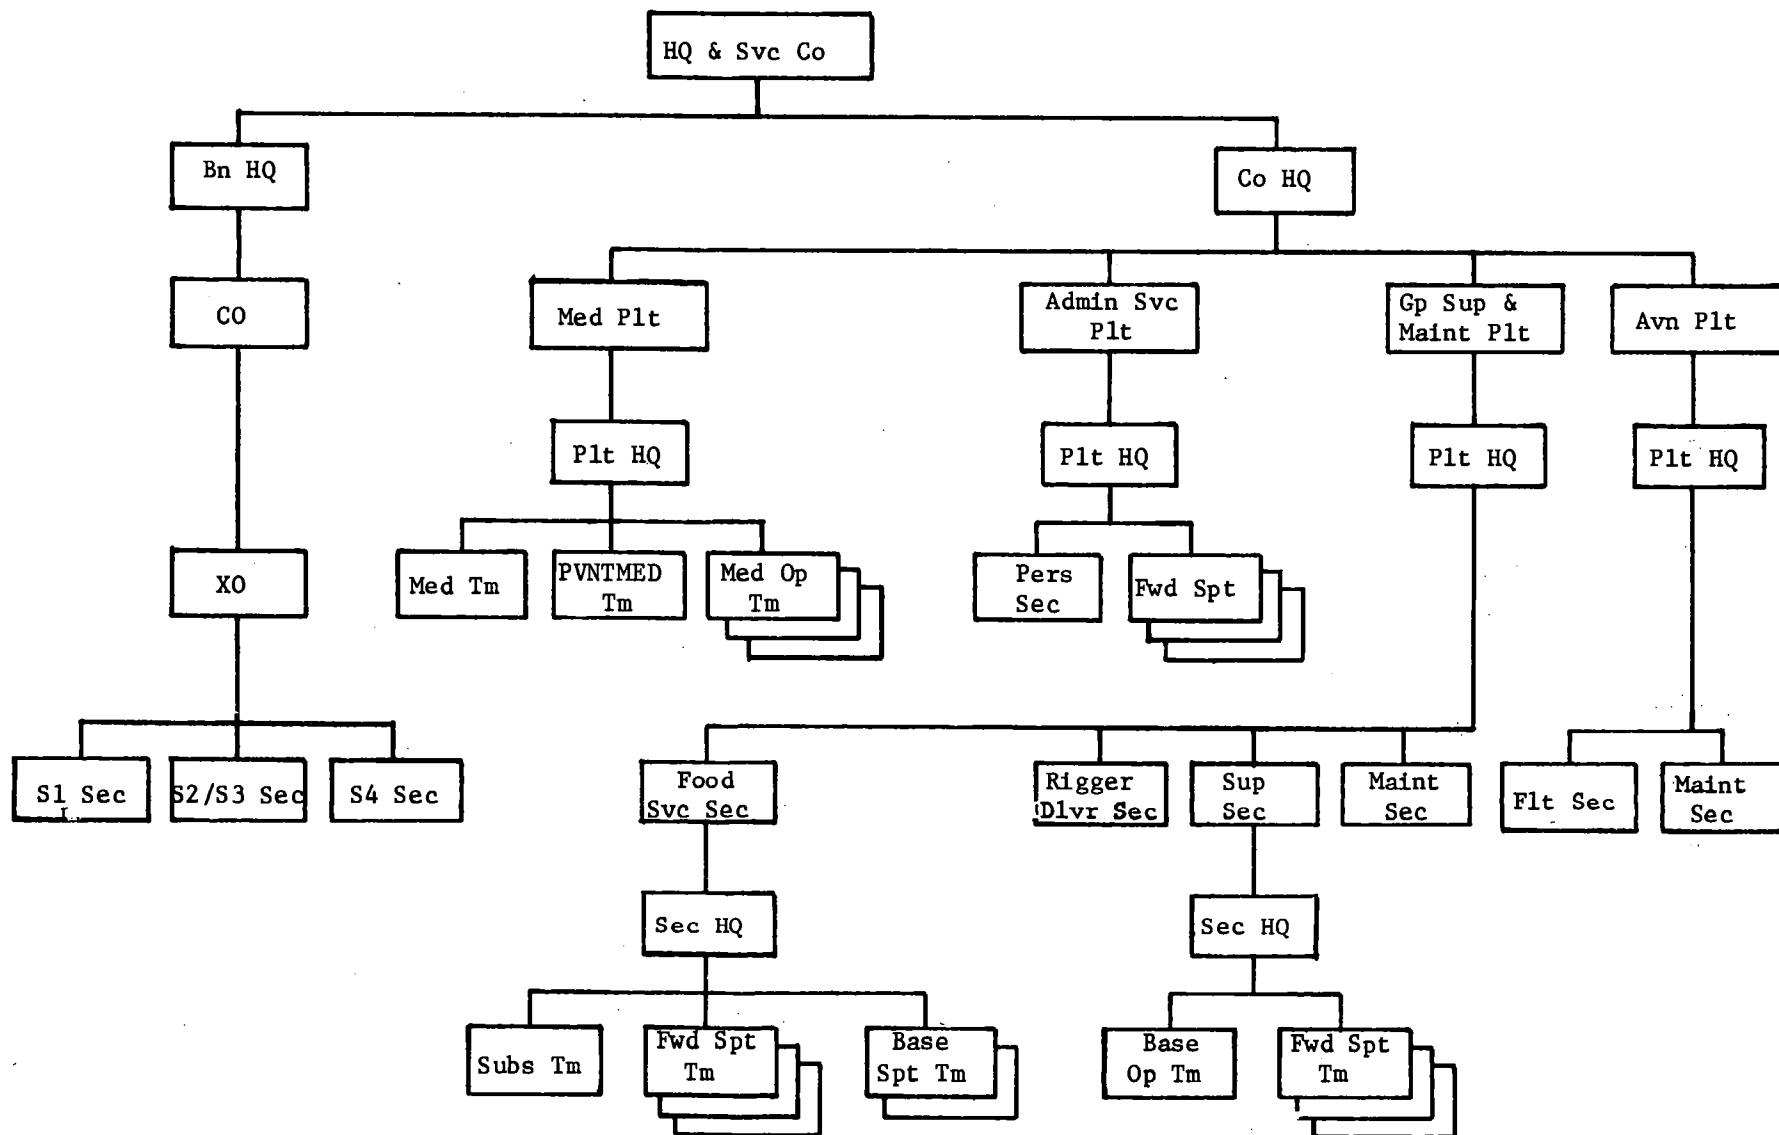 HQ & Svc Co
Bn HQ
Co HQ
CO
Med Plt
Admin Svc
Plt
Gp Sup &
Maint Plt
Avn Plt
Plt HQ
Plt HQ
Plt HQ
Plt HQ
XO
Med Tm
PVNTMED
Tm
Med Op
Tm
Pers
Sec
Fwd Spt
S1 Sec
S2/S3 Sec
S4 Sec
Food
Svc Sec
Rigger
Dlvr Sec
Sup
Sec
Maint
Sec
Flt Sec
Maint
Sec
Sec HQ
Sec HQ
Subs Tm
Fwd Spt
Tm
Base
Spt Tm
Base
Op Tm
Fwd Spt
Tm